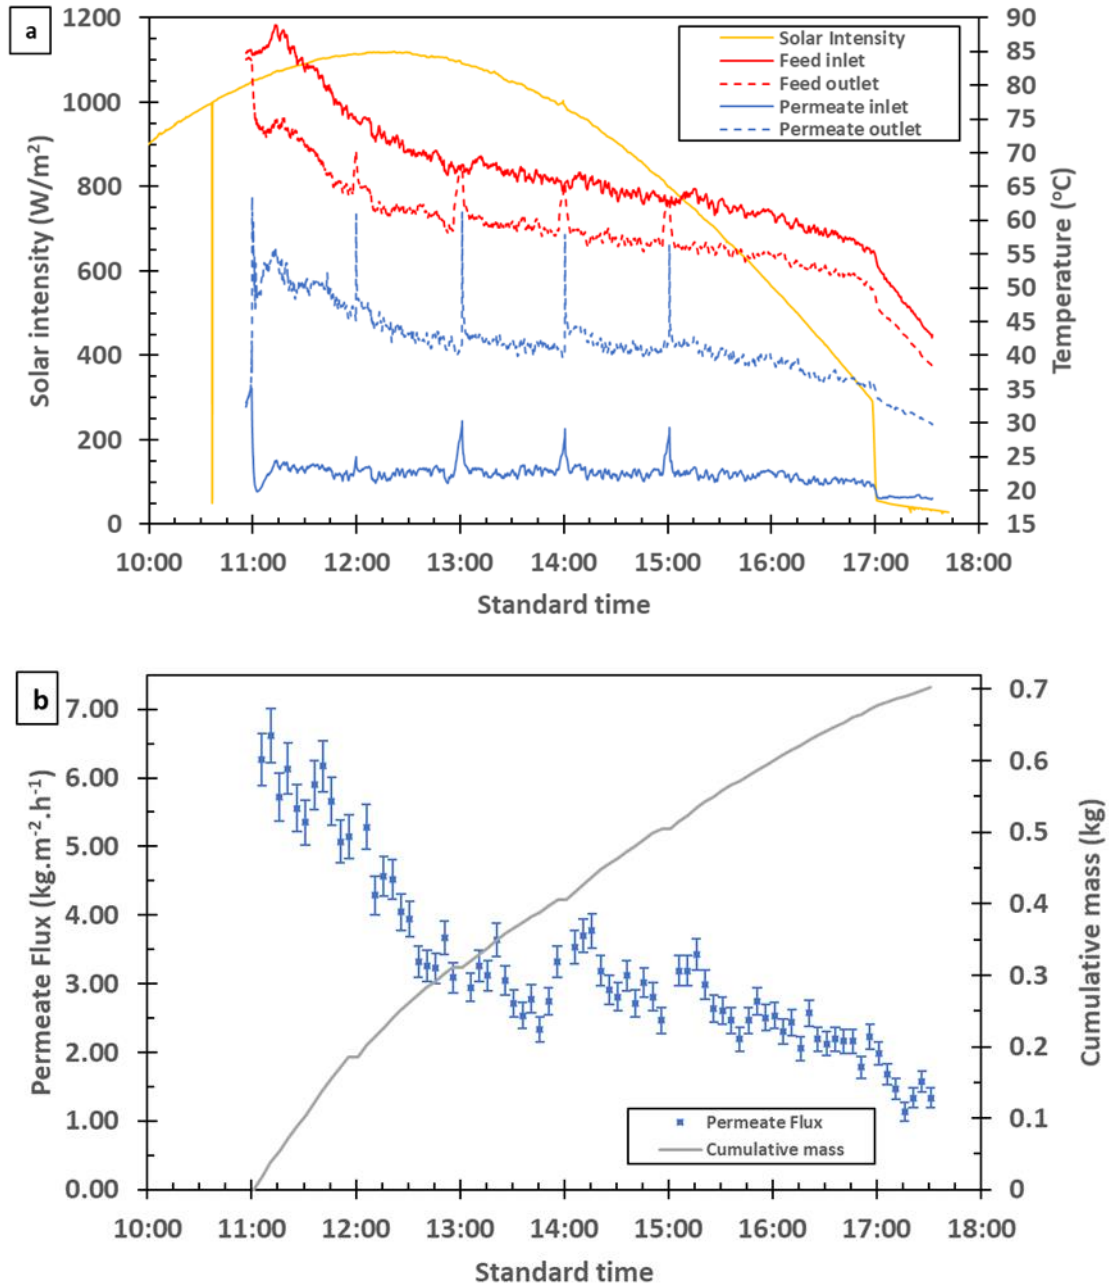 a
1200
1000
800
600
400
200
0
Solar intensity (W/m²)
90
85
80
75
70
65
60
55
50
45
40
35
30
25
20
15
Temperature (°C)
Solar Intensity
Feed inlet
Feed outlet
Permeate inlet
Permeate outlet
10:00 11:00 12:00 13:00 14:00 15:00 16:00 17:00 18:00
Standard time
b
7.00
6.00
5.00
4.00
3.00
2.00
1.00
0.00
Permeate Flux (kg.m⁻².h⁻¹)
0.7
0.6
0.5
0.4
0.3
0.2
0.1
0
Cumulative mass (kg)
Permeate Flux
Cumulative mass
10:00 11:00 12:00 13:00 14:00 15:00 16:00 17:00 18:00
Standard time